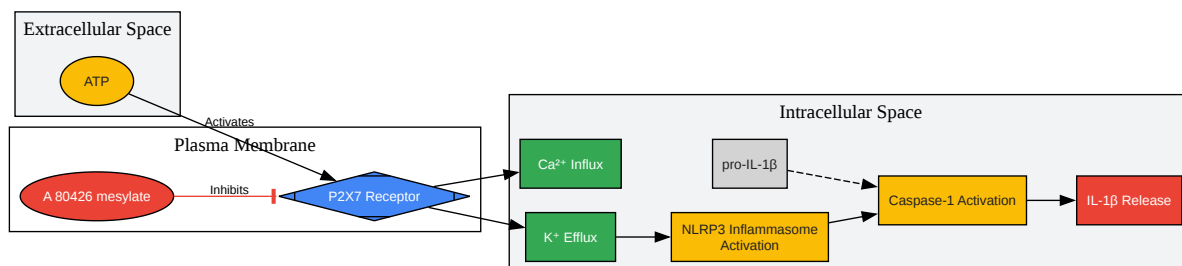 Extracellular Space
ATP
Activates
Plasma Membrane
A 80426 mesylate
Inhibits
P2X7 Receptor
Intracellular Space
Ca²⁺ Influx
pro-IL-1β
Caspase-1 Activation
IL-1β Release
K⁺ Efflux
NLRP3 Inflammasome
Activation